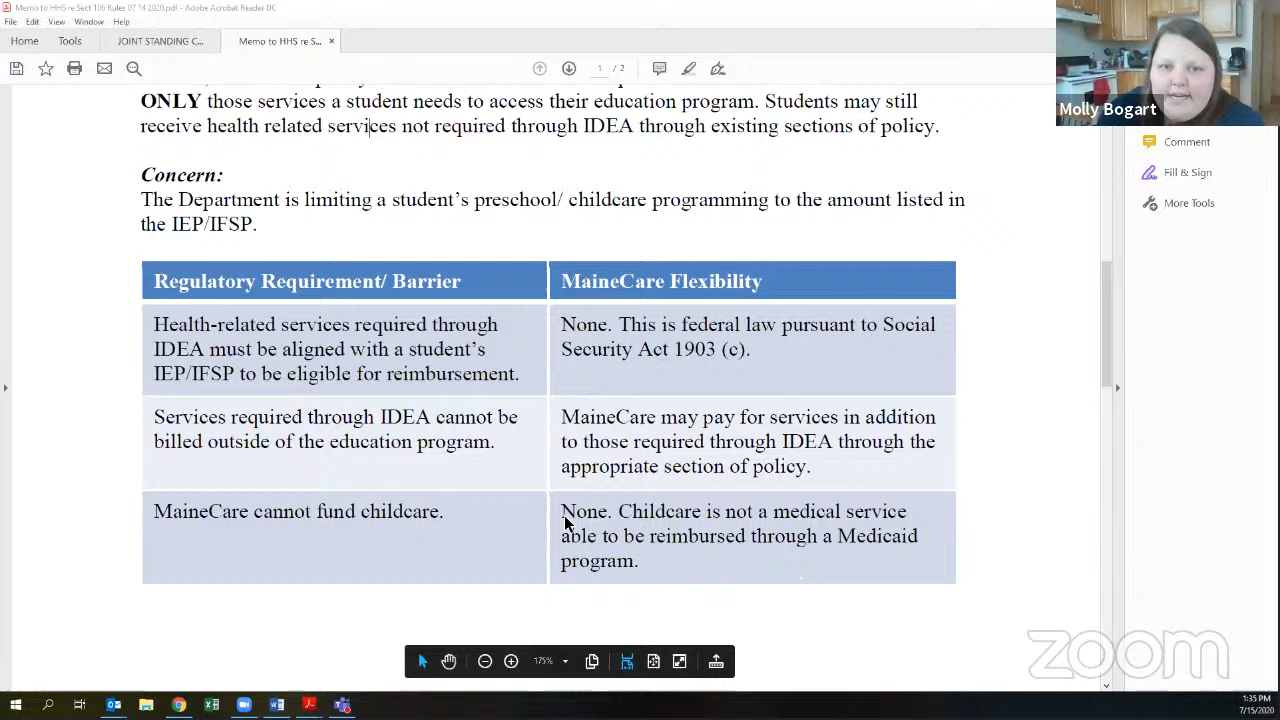 Memo to HHS re Sect 106 Rules 07 14 2020.pdf - Adobe Acrobat Reader DC
File Edit View Window Help
Home Tools JOINT STANDING C... Memo to HHS re S... ×
1 / 2
ONLY those services a student needs to access their education program. Students may still
receive health related services not required through IDEA through existing sections of policy.
Concern:
The Department is limiting a student's preschool/ childcare programming to the amount listed in
the IEP/IFSP.
Regulatory Requirement/ Barrier
MaineCare Flexibility
Health-related services required through
IDEA must be aligned with a student's
IEP/IFSP to be eligible for reimbursement.
None. This is federal law pursuant to Social
Security Act 1903 (c).
Services required through IDEA cannot be
billed outside of the education program.
MaineCare may pay for services in addition
to those required through IDEA through the
appropriate section of policy.
MaineCare cannot fund childcare.
None. Childcare is not a medical service
able to be reimbursed through a Medicaid
program.
Molly Bogart
Comment
Fill & Sign
More Tools
175%
zoom
1:35 PM
7/15/2020